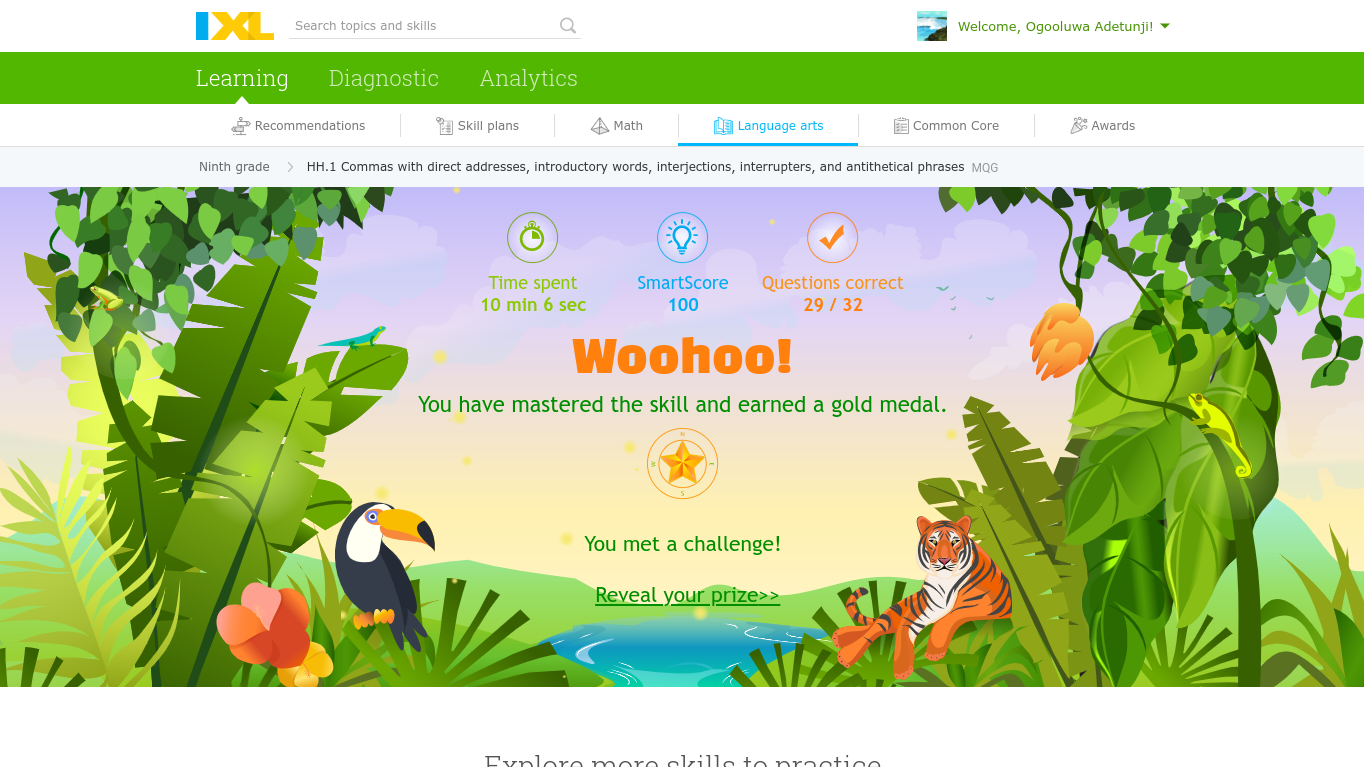 IXL
Search topics and skills
Welcome, Ogooluwa Adetunji!
Learning
Diagnostic
Analytics
Recommendations
Skill plans
Math
Language arts
Common Core
Awards
Ninth grade
HH.1 Commas with direct addresses, introductory words, interjections, interrupters, and antithetical phrases MQG
Time spent
10 min 6 sec
SmartScore
100
Questions correct
29 / 32
Woohoo!
You have mastered the skill and earned a gold medal.
N
W
E
S
You met a challenge!
Reveal your prize>>
Explore more skills to practice